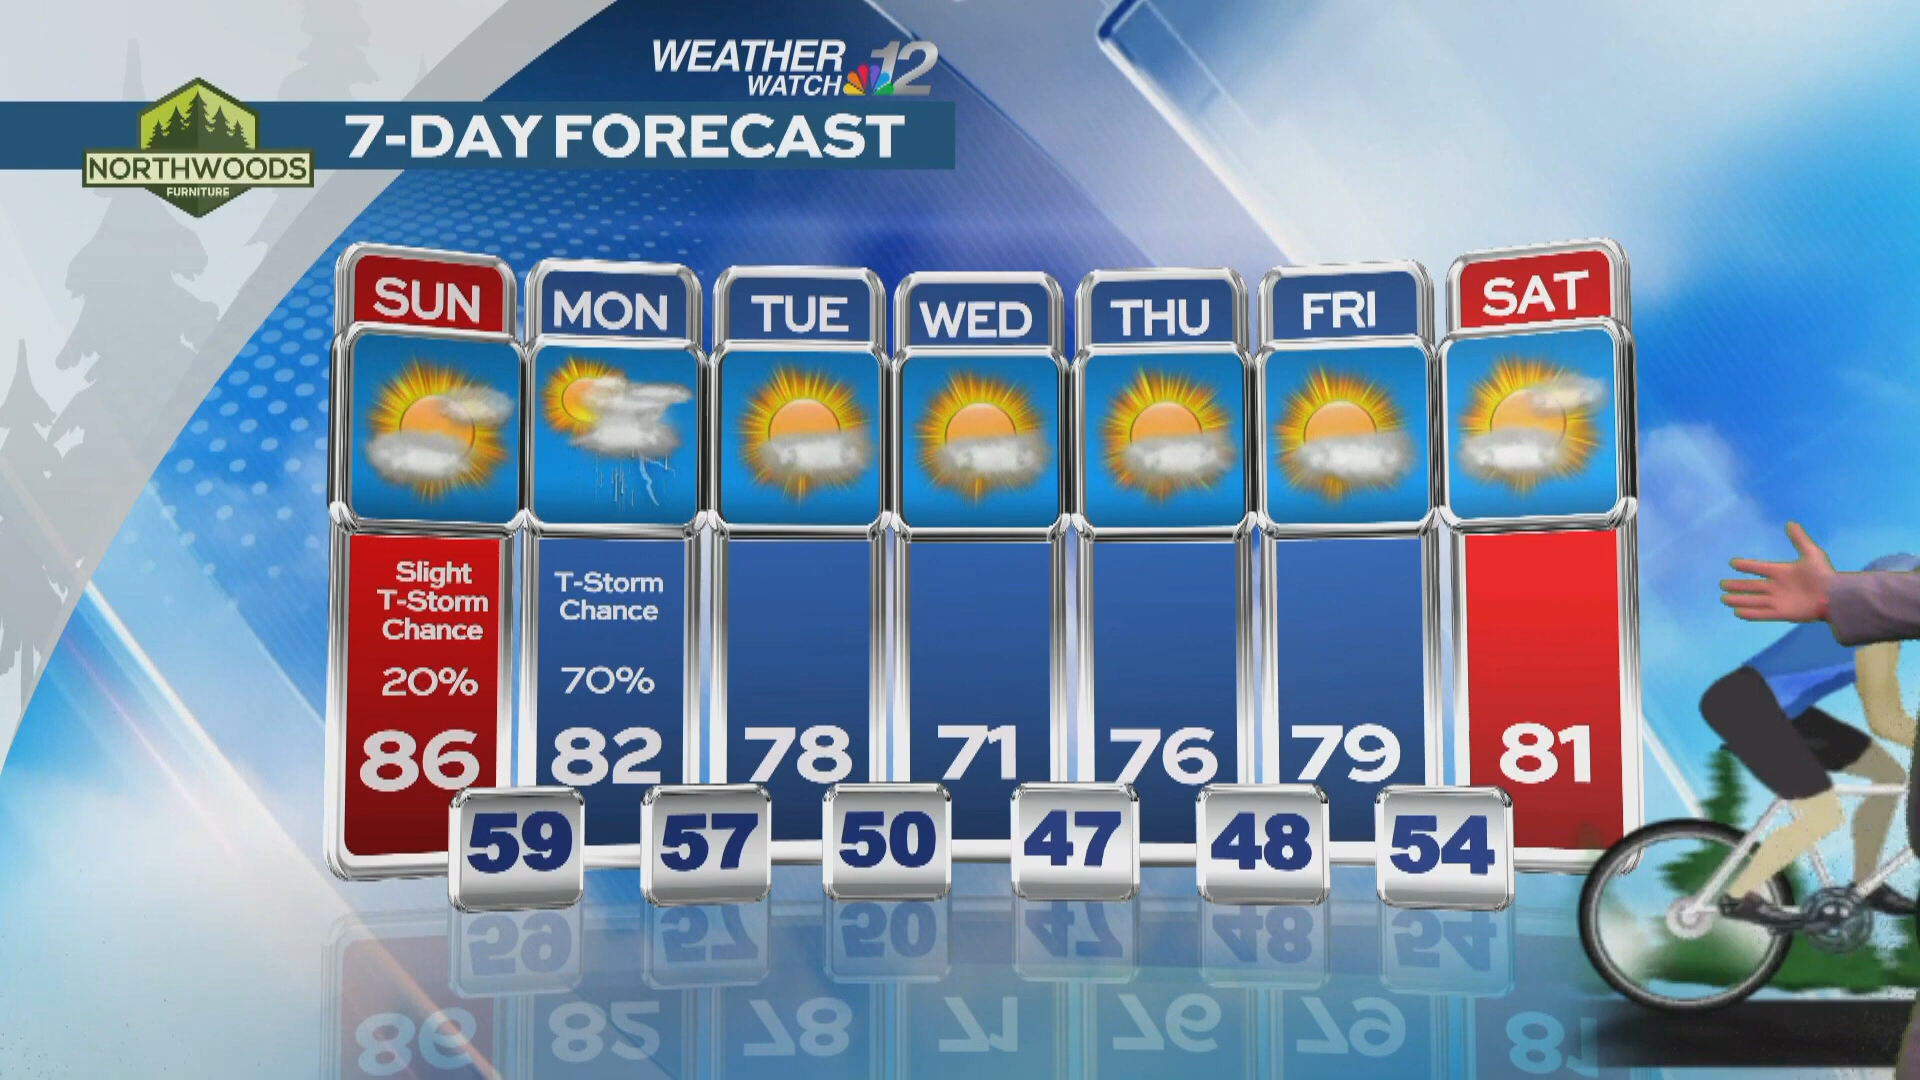 WEATHER
WATCH 12
NORTHWOODS
FURNITURE
7-DAY FORECAST
SUN MON TUE WED THU FRI SAT
Slight
T-Storm
Chance
20%
T-Storm
Chance
70%
86 82 78 71 76 79 81
59 57 50 47 48 54